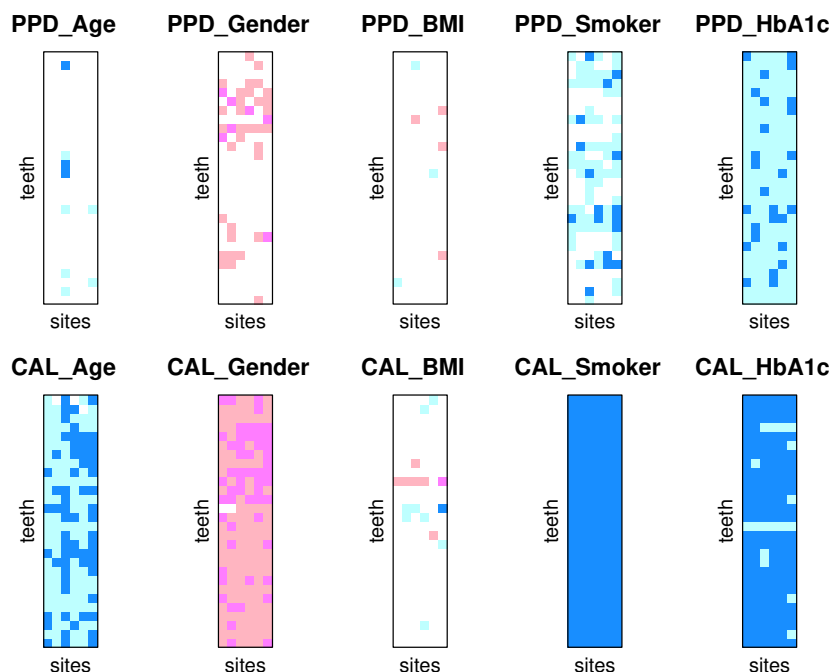 PPD_Age PPD_Gender PPD_BMI PPD_Smoker PPD_HbA1c
teeth teeth teeth teeth teeth
sites sites sites sites sites
CAL_Age CAL_Gender CAL_BMI CAL_Smoker CAL_HbA1c
teeth teeth teeth teeth teeth
sites sites sites sites sites